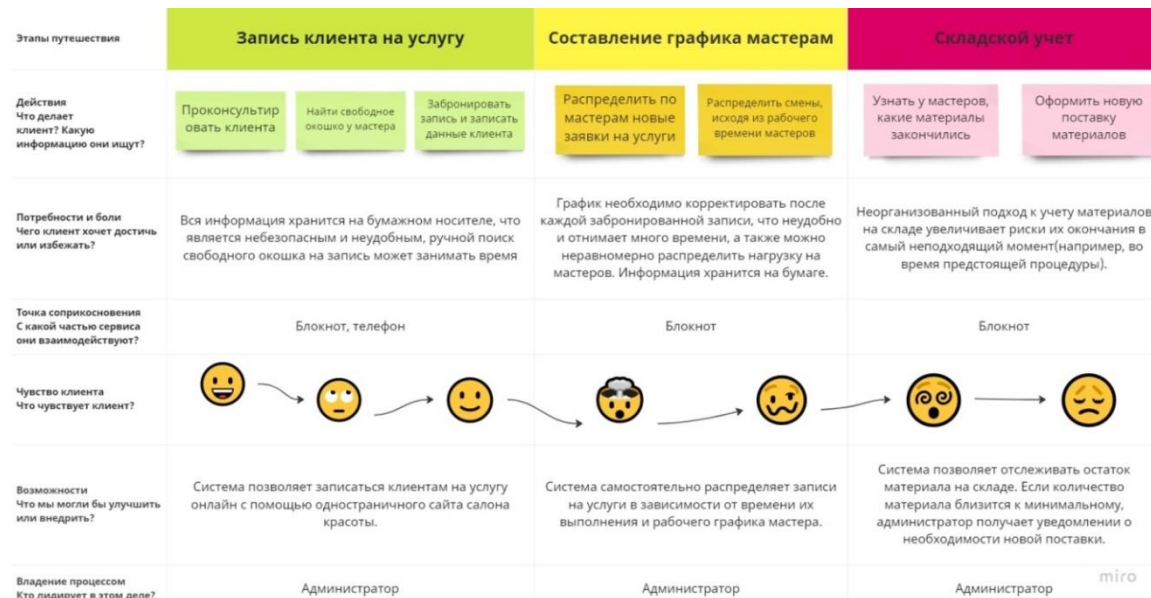 Этапы путешествия
Запись клиента на услугу
Составление графика мастерам
Складской учет
Действия
Что делает
клиент? Какую
информацию они ищут?
Проконсультир
овать клиента
Найти свободное
окошко у мастера
Забронировать
запись и записать
данные клиента
Распределить по
мастерам новые
заявки на услуги
Распределить смены,
исходя из рабочего
времени мастеров
Узнать у мастеров,
какие материалы
закончились
Оформить новую
поставку
материалов
Потребности и боли
Чего клиент хочет достичь
или избежать?
Вся информация хранится на бумажном носителе, что
является небезопасным и неудобным, ручной поиск
свободного окошка на запись может занимать время
График необходимо корректировать после
каждой забронированной записи, что неудобно
и отнимает много времени, а также можно
неравномерно распределить нагрузку на
мастеров. Информация хранится на бумаге.
Неорганизованный подход к учету материалов
на складе увеличивает риски их окончания в
самый неподходящий момент(например, во
время предстоящей процедуры).
Точка соприкосновения
С какой частью сервиса
они взаимодействуют?
Блокнот, телефон
Блокнот
Блокнот
Чувство клиента
Что чувствует клиент?
Возможности
Что мы могли бы улучшить
или внедрить?
Система позволяет записаться клиентам на услугу
онлайн с помощью одностраничного сайта салона
красоты.
Система самостоятельно распределяет записи
на услуги в зависимости от времени их
выполнения и рабочего графика мастера.
Система позволяет отслеживать остаток
материала на складе. Если количество
материала близится к минимальному,
администратор получает уведомлении о
необходимости новой поставки.
Владение процессом
Кто лидирует в этом деле?
Администратор
Администратор
Администратор
miro